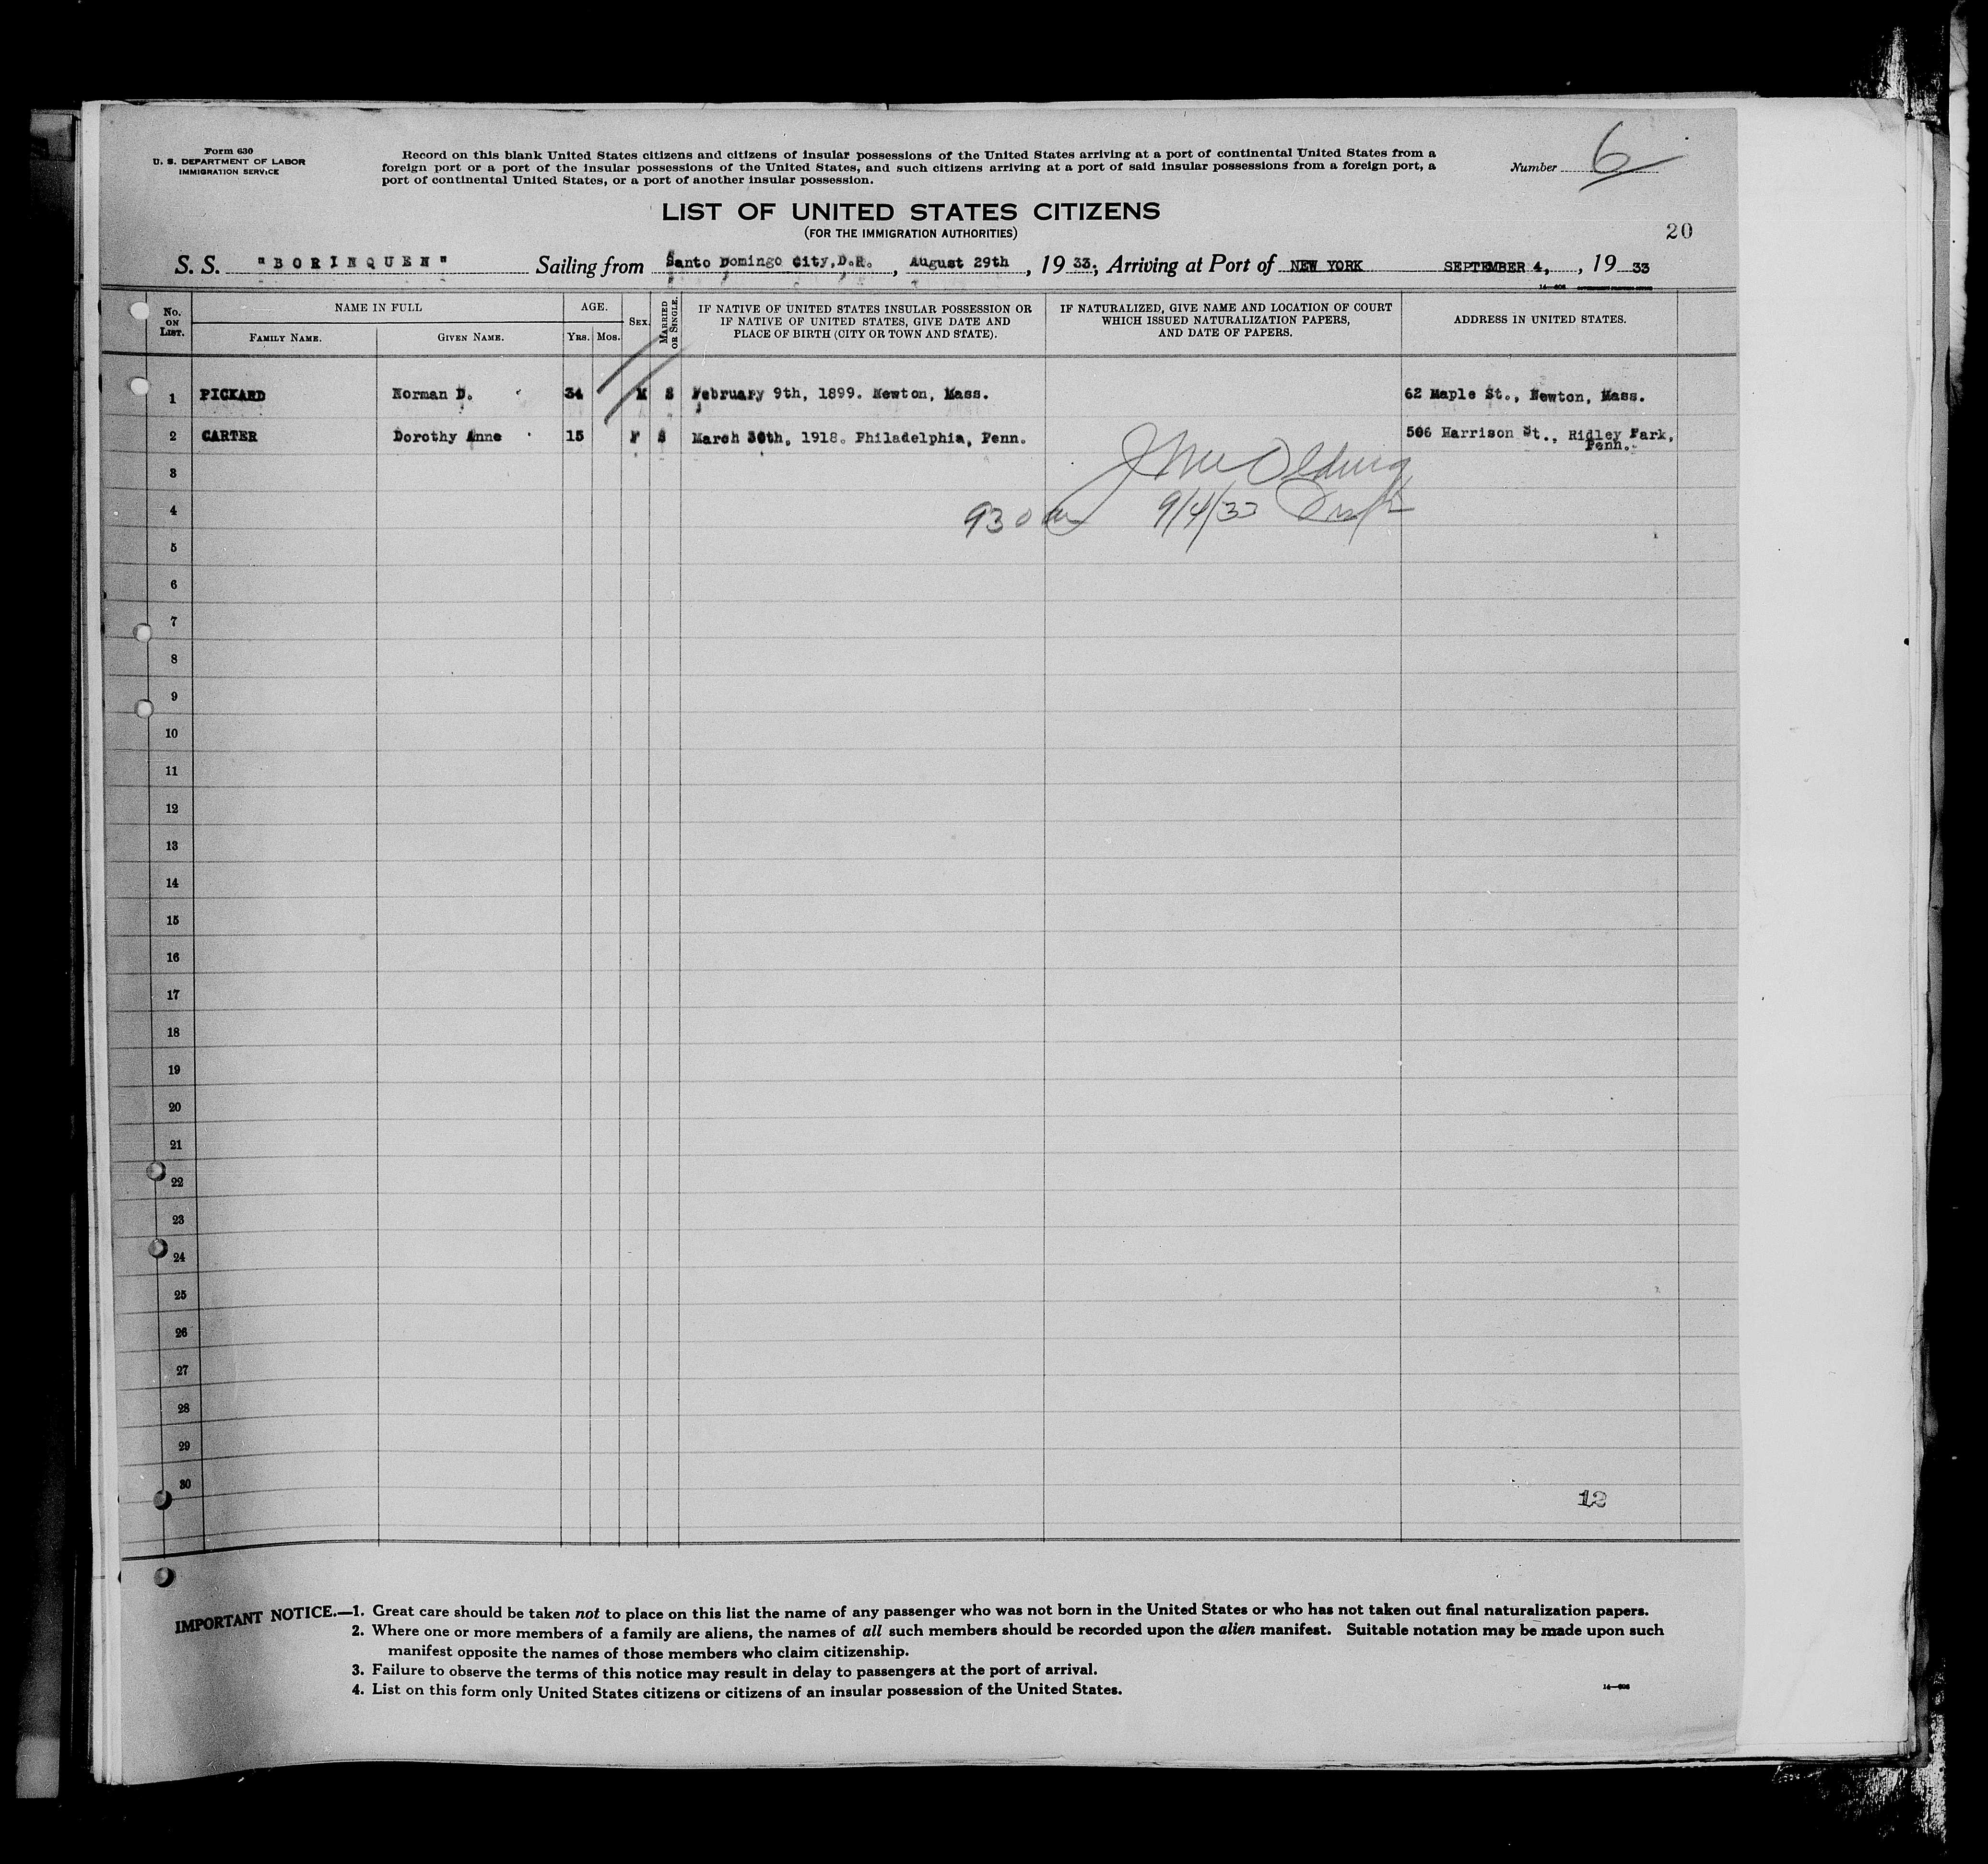 Form 630
U. S. DEPARTMENT OF LABOR
IMMIGRATION SERVICE
Record on this blank United States citizens and citizens of insular possessions of the United States arriving at a port of continental United States from a
foreign port or a port of the insular possessions of the United States, and such citizens arriving at a port of said insular possessions from a foreign port, a
port of continental United States, or a port of another insular possession.
Number 6
LIST OF UNITED STATES CITIZENS
(FOR THE IMMIGRATION AUTHORITIES)
20
S. S. "BORINQUEN" Sailing from Santo Domingo City, D.R., August 29th, 1933, Arriving at Port of NEW YORK SEPTEMBER 4, , 19 33
No. ON LIST.
NAME IN FULL
FAMILY NAME.
GIVEN NAME.
AGE.
YRS. MOS.
SEX.
MARRIED OR SINGLE.
IF NATIVE OF UNITED STATES INSULAR POSSESSION OR
IF NATIVE OF UNITED STATES, GIVE DATE AND
PLACE OF BIRTH (CITY OR TOWN AND STATE).
IF NATURALIZED, GIVE NAME AND LOCATION OF COURT
WHICH ISSUED NATURALIZATION PAPERS,
AND DATE OF PAPERS.
ADDRESS IN UNITED STATES.
1 PICKARD Norman D. 34 M S February 9th, 1899. Newton, Mass. 62 Maple St., Newton, Mass.
2 CARTER Dorothy Anne 15 F S March 30th, 1918. Philadelphia, Penn. 506 Harrison St., Ridley Park,
Penn.
3
4 930 am 9/4/33
5
6
7
8
9
10
11
12
13
14
15
16
17
18
19
20
21
22
23
24
25
26
27
28
29
30
12
IMPORTANT NOTICE.—1. Great care should be taken not to place on this list the name of any passenger who was not born in the United States or who has not taken out final naturalization papers.
2. Where one or more members of a family are aliens, the names of all such members should be recorded upon the alien manifest. Suitable notation may be made upon such
manifest opposite the names of those members who claim citizenship.
3. Failure to observe the terms of this notice may result in delay to passengers at the port of arrival.
4. List on this form only United States citizens or citizens of an insular possession of the United States.